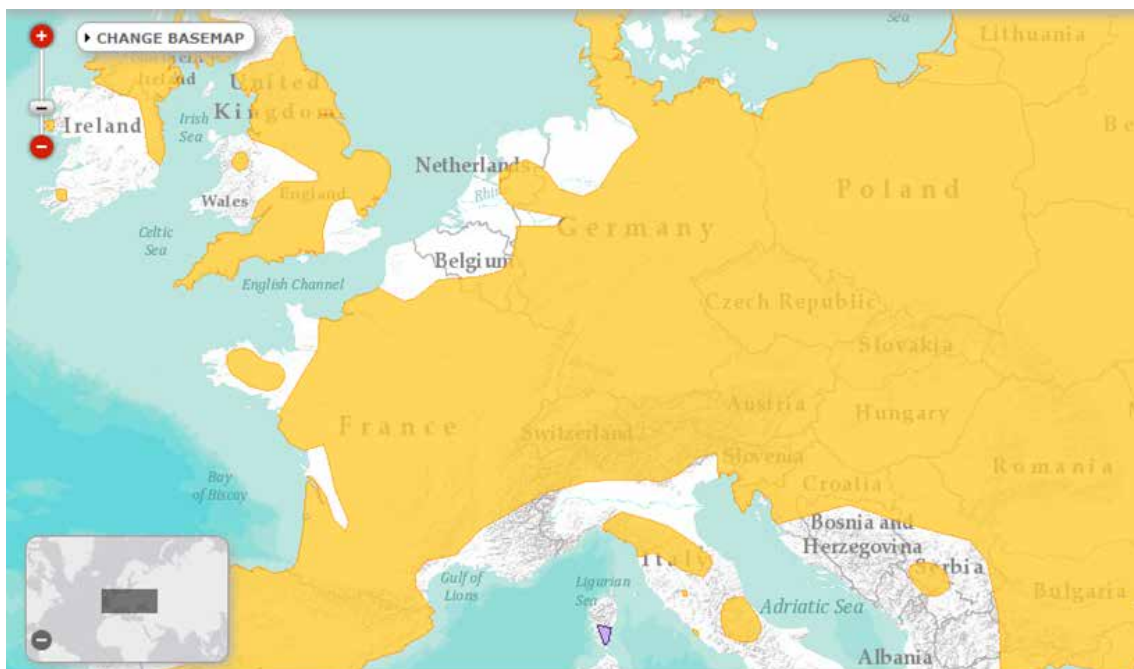 CHANGE BASEMAP
Sea
Lithuania
Ireland
United
Kingdom
Ireland
Irish
Sea
Netherlands
Poland
Wales
England
Germany
Celtic
Sea
Belgium
English Channel
Czech Republic
Slovakia
Austria
Hungary
France
Switzerland
Slovenia
Romania
Croatia
Bay
of Biscay
Bosnia and
Herzegovina
Italy
Serbia
Gulf of
Lions
Ligurian
Sea
Adriatic Sea
Bulgaria
Albania